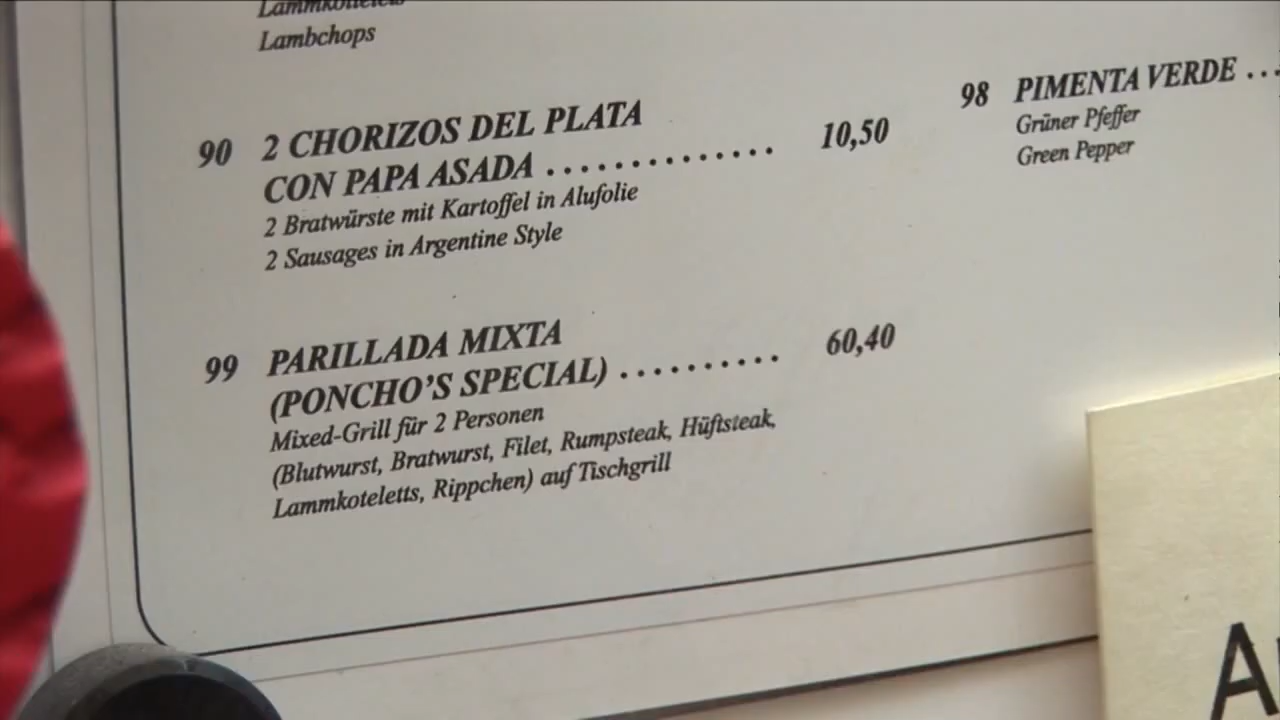 Lammkoteletts
Lambchops
90 2 CHORIZOS DEL PLATA
CON PAPA ASADA .............. 10,50
2 Bratwürste mit Kartoffel in Alufolie
2 Sausages in Argentine Style
99 PARILLADA MIXTA
(PONCHO'S SPECIAL) .......... 60,40
Mixed-Grill für 2 Personen
(Blutwurst, Bratwurst, Filet, Rumpsteak, Hüftsteak,
Lammkoteletts, Rippchen) auf Tischgrill
98 PIMENTA VERDE ...
Grüner Pfeffer
Green Pepper